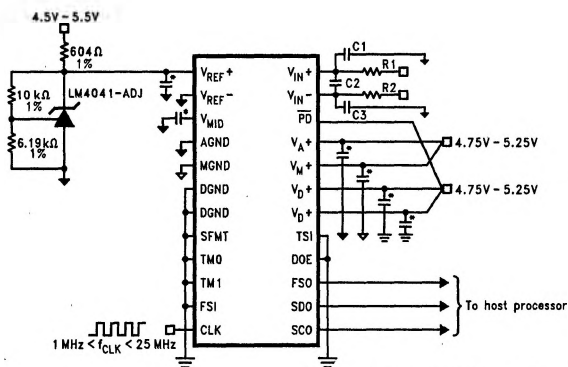 4.5V-5.5V
604Ω
1%
LM4041-ADJ
10 kΩ
1%
6.19kΩ
1%
*
*
VREF+
VREF-
VMID
AGND
MGND
DGND
DGND
SFMT
TM0
TM1
FSI
CLK
1 MHz < fCLK < 25 MHz
VIN+
VIN-
PD
VA+
VM+
VD+
VD+
TSI
DOE
FSO
SDO
SCO
C1
R1
C2
R2
C3
*
*
*
*
4.75V-5.25V
4.75V-5.25V
To host processor